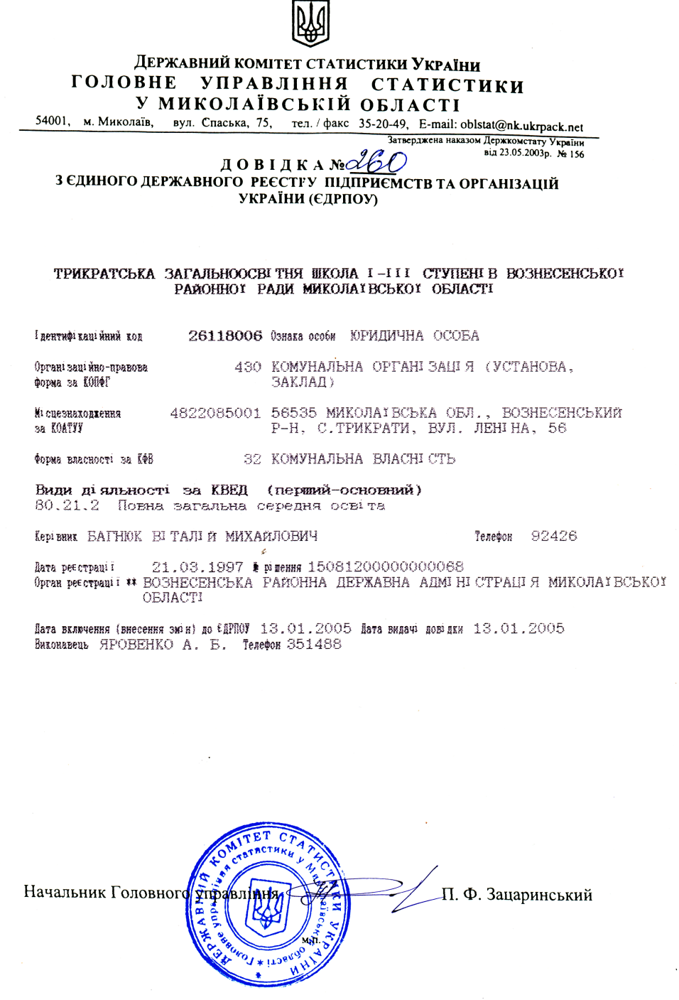 ДЕРЖАВНИЙ КОМІТЕТ СТАТИСТИКИ УКРАЇНИ
ГОЛОВНЕ УПРАВЛІННЯ СТАТИСТИКИ
У МИКОЛАЇВСЬКІЙ ОБЛАСТІ
54001, м. Миколаїв, вул. Спаська, 75, тел. / факс 35-20-49, E-mail: oblstat@nk.ukrpack.net
Затверджена наказом Держкомстату України
від 23.05.2003р. № 156
Д О В І Д К А № 260
З ЄДИНОГО ДЕРЖАВНОГО РЕЄСТРУ ПІДПРИЄМСТВ ТА ОРГАНІЗАЦІЙ
УКРАЇНИ (ЄДРПОУ)
ТРИКРАТСЬКА ЗАГАЛЬНООСВІТНЯ ШКОЛА І-ІІІ СТУПЕНІВ ВОЗНЕСЕНСЬКОЇ
РАЙОННОЇ РАДИ МИКОЛАЇВСЬКОЇ ОБЛАСТІ
Ідентифікаційний код 26118006 Ознака особи ЮРИДИЧНА ОСОБА
Організаційно-правова 430 КОМУНАЛЬНА ОРГАНІЗАЦІЯ (УСТАНОВА,
форма за КОПФГ ЗАКЛАД)
Місцезнаходження 4822085001 56535 МИКОЛАЇВСЬКА ОБЛ., ВОЗНЕСЕНСЬКИЙ
за КОАТУУ Р-Н, С.ТРИКРАТИ, ВУЛ. ЛЕНІНА, 56
Форма власності за КФВ 32 КОМУНАЛЬНА ВЛАСНІСТЬ
Види діяльності за КВЕД (перший-основний)
80.21.2 Повна загальна середня освіта
Керівник БАГНЮК ВІТАЛІЙ МИХАЙЛОВИЧ Телефон 92426
Дата реєстрації 21.03.1997 № рішення 15081200000000068
Орган реєстрації ** ВОЗНЕСЕНСЬКА РАЙОННА ДЕРЖАВНА АДМІНІСТРАЦІЯ МИКОЛАЇВСЬКОЇ
ОБЛАСТІ
Дата включення (внесення змін) до ЄДРПОУ 13.01.2005 Дата видачі довідки 13.01.2005
Виконавець ЯРОВЕНКО А. Б. Телефон 351488
ДЕРЖАВНИЙ КОМІТЕТ СТАТИСТИКИ УКРАЇНИ *
Головне управління статистики у Миколаївській області *
Начальник Головного управління П. Ф. Зацаринський
м.п.